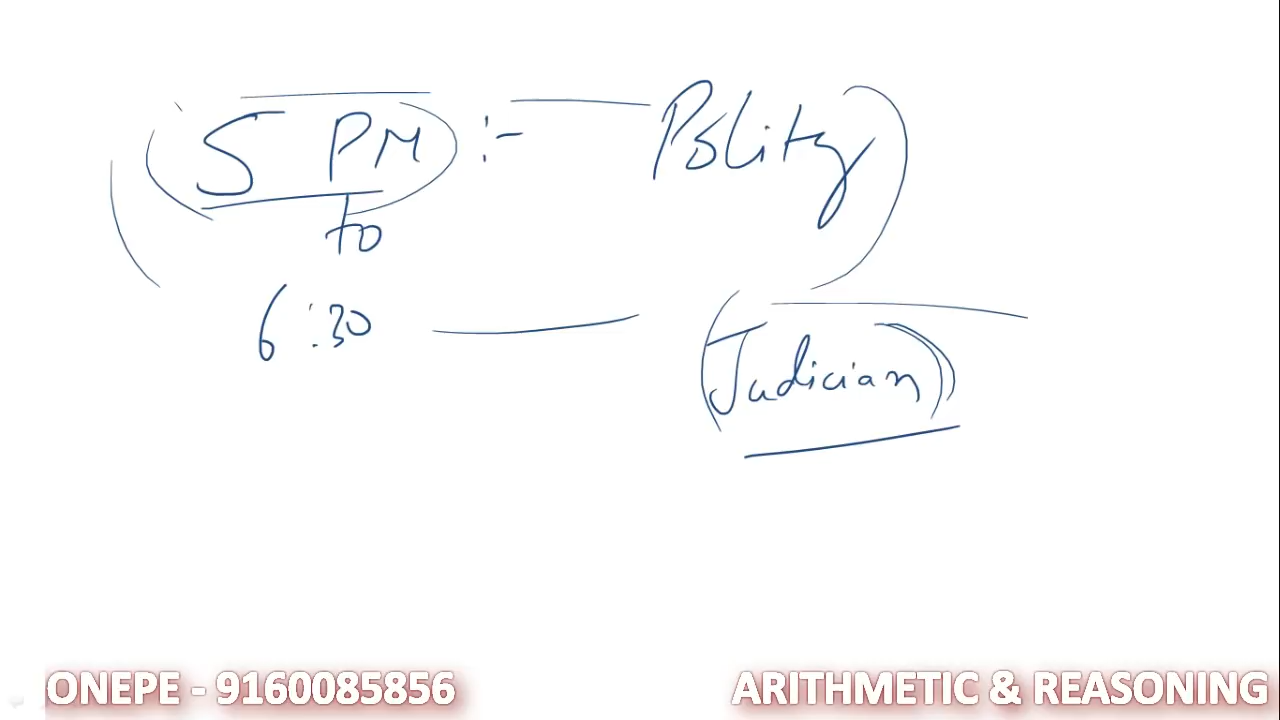 5 PM :- Polity
to
6:30 — Judiciary
ONEPE - 9160085856
ARITHMETIC & REASONING